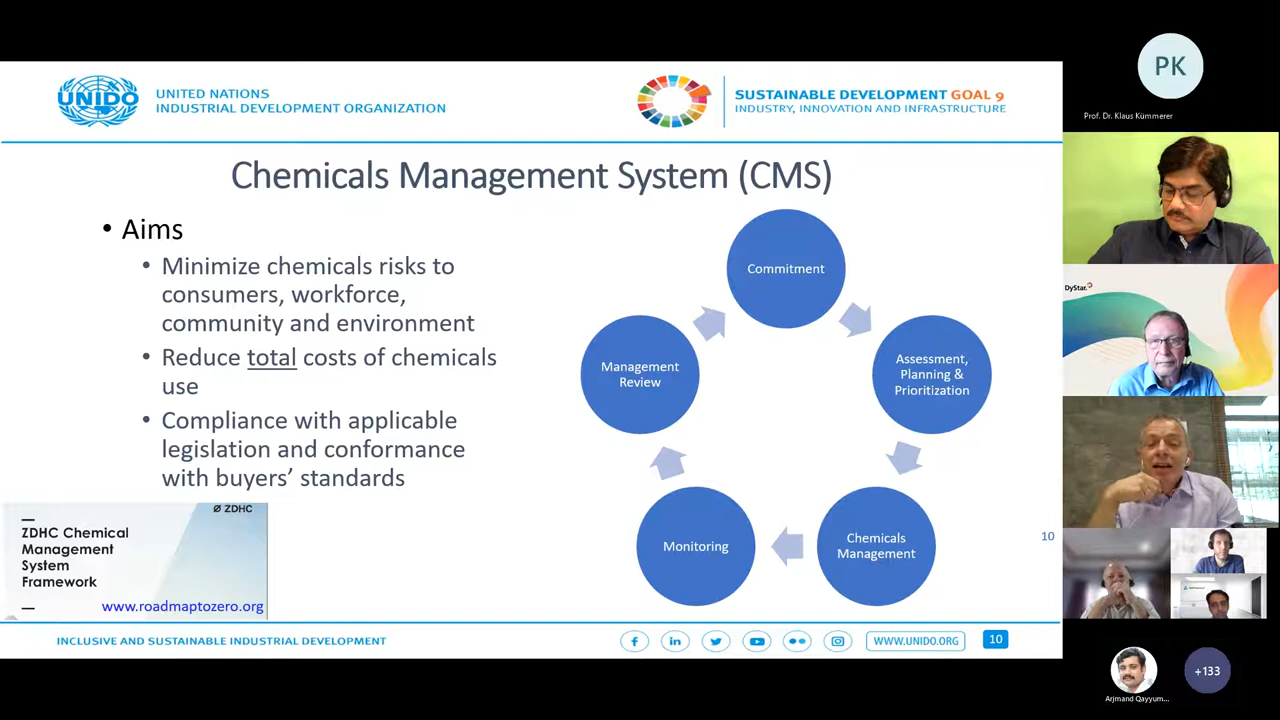 UNIDO
UNITED NATIONS
INDUSTRIAL DEVELOPMENT ORGANIZATION
SUSTAINABLE DEVELOPMENT GOAL 9
INDUSTRY, INNOVATION AND INFRASTRUCTURE
Chemicals Management System (CMS)
• Aims
• Minimize chemicals risks to
consumers, workforce,
community and environment
• Reduce total costs of chemicals
use
• Compliance with applicable
legislation and conformance
with buyers' standards
Commitment
Assessment,
Planning &
Prioritization
Chemicals
Management
Monitoring
Management
Review
ZDHC
ZDHC Chemical
Management
System
Framework
www.roadmaptozero.org
10
INCLUSIVE AND SUSTAINABLE INDUSTRIAL DEVELOPMENT
WWW.UNIDO.ORG
10
PK
Prof. Dr. Klaus Kümmerer
DyStar
Arjmand Qayyum...
+133